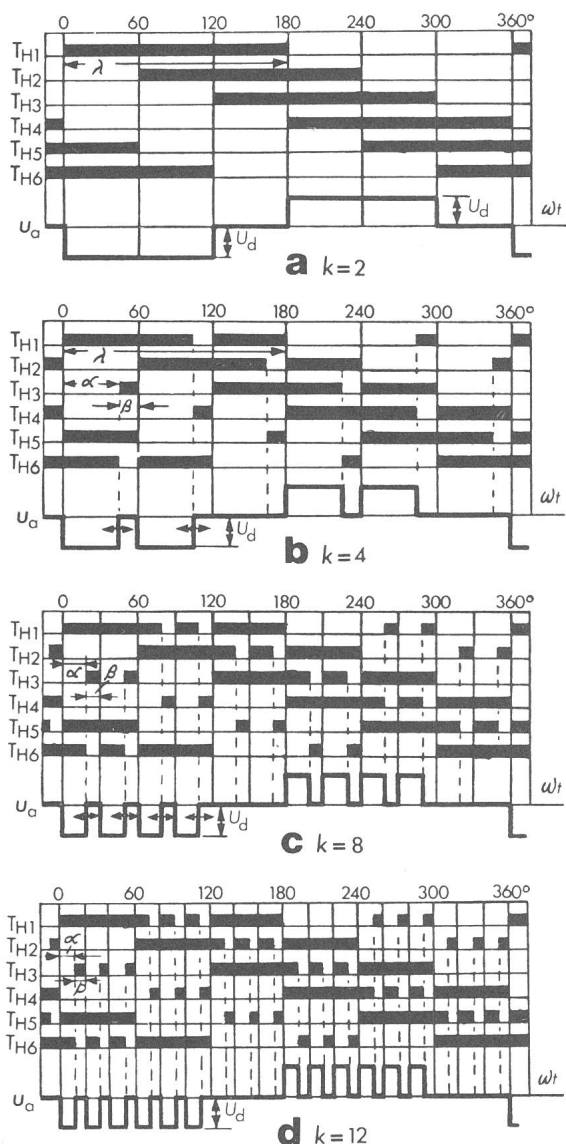 0 60 120 180 240 300 360°
TH1
λ
TH2
TH3
TH4
TH5
TH6
Ud
ωt
ua
Ud
a k=2
0 60 120 180 240 300 360°
TH1
λ
TH2
α
TH3
β
TH4
TH5
TH6
ωt
ua
Ud
b k=4
0 60 120 180 240 300 360°
TH1
TH2
α β
TH3
TH4
TH5
TH6
ωt
ua
Ud
c k=8
0 60 120 180 240 300 360°
TH1
α
TH2
TH3
β
TH4
TH5
TH6
ωt
ua
Ud
d k=12